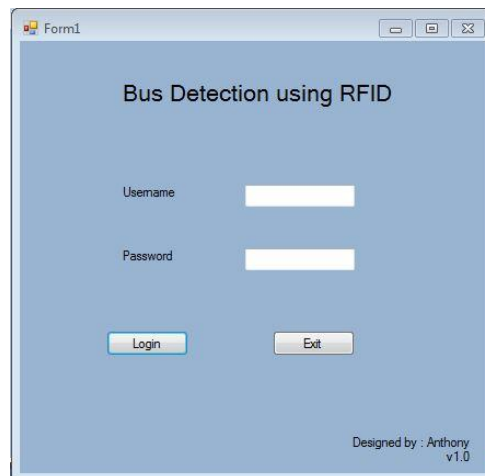 Form1
Bus Detection using RFID
Username
Password
Login Exit
Designed by : Anthony
v1.0